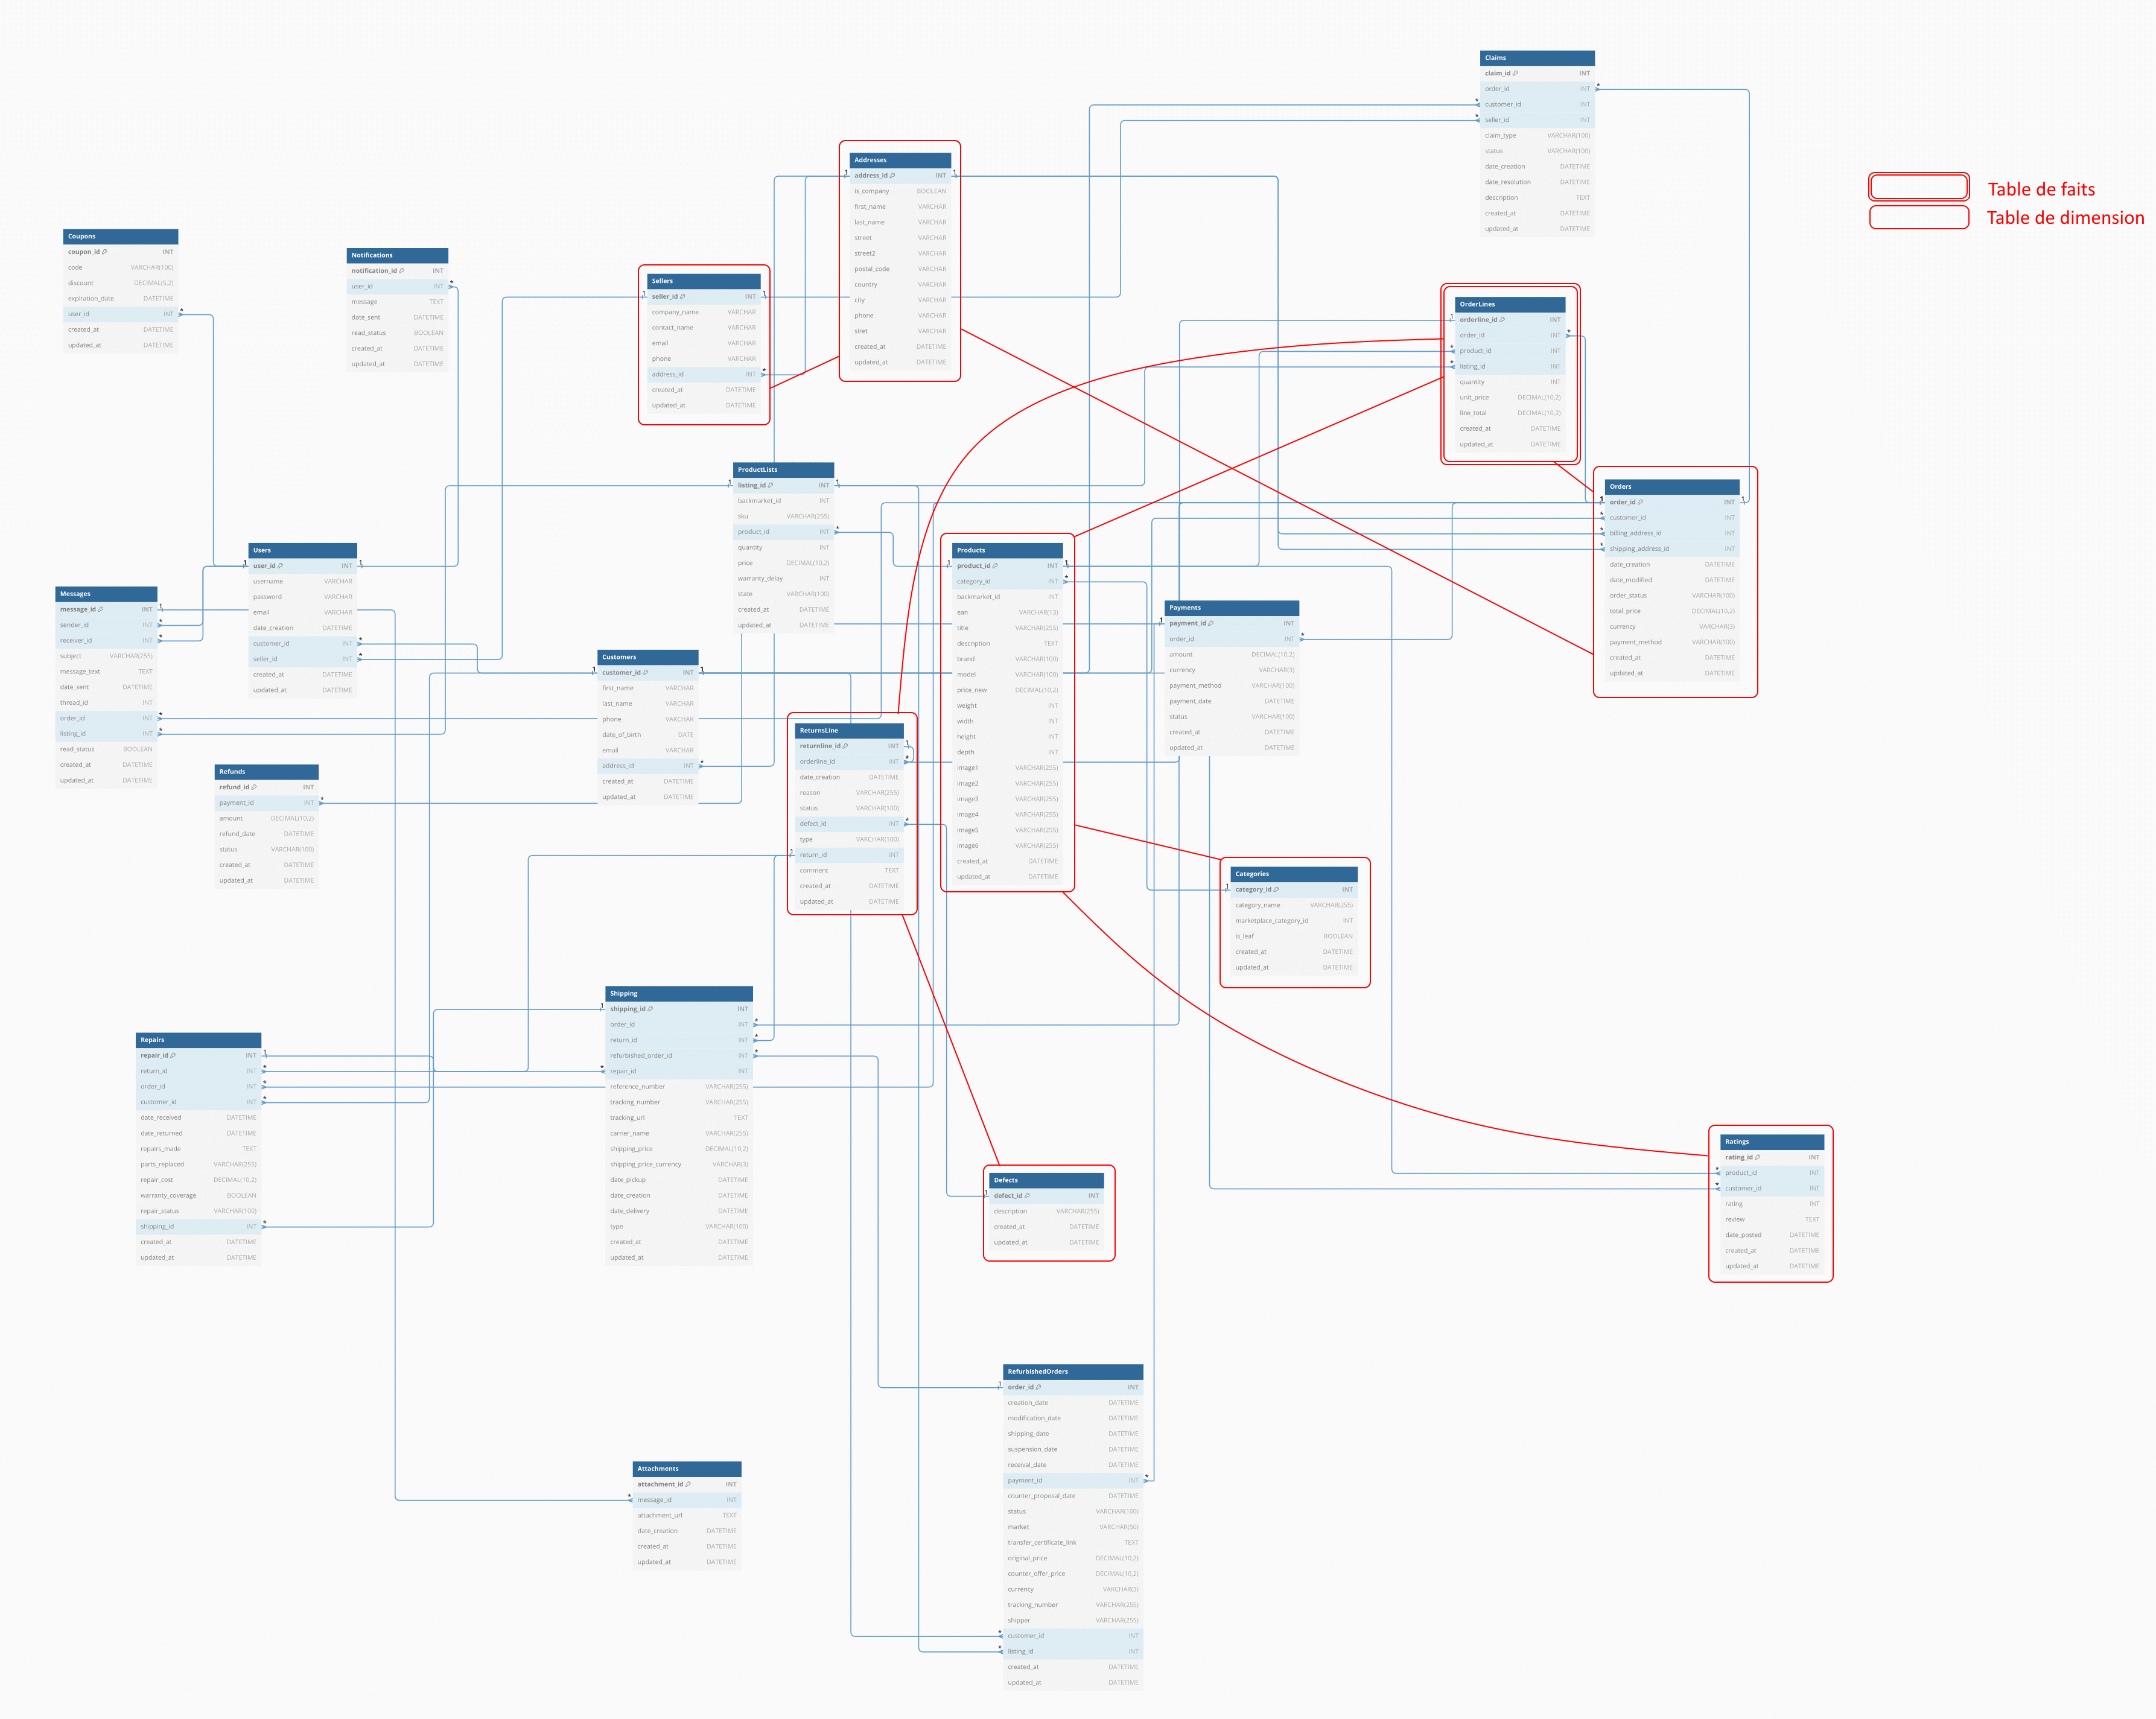 Claims
claim_id INT
order_id INT
customer_id INT
seller_id INT
claim_type VARCHAR(100)
status VARCHAR(100)
date_creation DATETIME
date_resolution DATETIME
description TEXT
created_at DATETIME
updated_at DATETIME
Table de faits
Table de dimension
Addresses
address_id INT
is_company BOOLEAN
first_name VARCHAR
last_name VARCHAR
street VARCHAR
street2 VARCHAR
postal_code VARCHAR
country VARCHAR
city VARCHAR
phone VARCHAR
siret VARCHAR
created_at DATETIME
updated_at DATETIME
Coupons
coupon_id INT
code VARCHAR(100)
discount DECIMAL(5,2)
expiration_date DATETIME
user_id INT
created_at DATETIME
updated_at DATETIME
Notifications
notification_id INT
user_id INT
message TEXT
date_sent DATETIME
read_status BOOLEAN
created_at DATETIME
updated_at DATETIME
Sellers
seller_id INT
company_name VARCHAR
contact_name VARCHAR
email VARCHAR
phone VARCHAR
address_id INT
created_at DATETIME
updated_at DATETIME
OrderLines
orderline_id INT
order_id INT
product_id INT
listing_id INT
quantity INT
unit_price DECIMAL(10,2)
line_total DECIMAL(10,2)
created_at DATETIME
updated_at DATETIME
ProductLists
listing_id INT
backmarket_id INT
sku VARCHAR(255)
product_id INT
quantity INT
price DECIMAL(10,2)
warranty_delay INT
state VARCHAR(100)
created_at DATETIME
updated_at DATETIME
Orders
order_id INT
customer_id INT
billing_address_id INT
shipping_address_id INT
date_creation DATETIME
date_modified DATETIME
order_status VARCHAR(100)
total_price DECIMAL(10,2)
currency VARCHAR(3)
payment_method VARCHAR(100)
created_at DATETIME
updated_at DATETIME
Users
user_id INT
username VARCHAR
password VARCHAR
email VARCHAR
date_creation DATETIME
customer_id INT
seller_id INT
created_at DATETIME
updated_at DATETIME
Products
product_id INT
category_id INT
backmarket_id INT
ean VARCHAR(13)
title VARCHAR(255)
description TEXT
brand VARCHAR(100)
model VARCHAR(100)
price_new DECIMAL(10,2)
weight INT
width INT
height INT
depth INT
image1 VARCHAR(255)
image2 VARCHAR(255)
image3 VARCHAR(255)
image4 VARCHAR(255)
image5 VARCHAR(255)
image6 VARCHAR(255)
created_at DATETIME
updated_at DATETIME
Messages
message_id INT
sender_id INT
receiver_id INT
subject VARCHAR(255)
message_text TEXT
date_sent DATETIME
thread_id INT
order_id INT
listing_id INT
read_status BOOLEAN
created_at DATETIME
updated_at DATETIME
Payments
payment_id INT
order_id INT
amount DECIMAL(10,2)
currency VARCHAR(3)
payment_method VARCHAR(100)
payment_date DATETIME
status VARCHAR(100)
created_at DATETIME
updated_at DATETIME
Customers
customer_id INT
first_name VARCHAR
last_name VARCHAR
phone VARCHAR
date_of_birth DATE
email VARCHAR
address_id INT
created_at DATETIME
updated_at DATETIME
ReturnsLine
returnline_id INT
orderline_id INT
date_creation DATETIME
reason VARCHAR(255)
status VARCHAR(100)
defect_id INT
type VARCHAR(100)
return_id INT
comment TEXT
created_at DATETIME
updated_at DATETIME
Refunds
refund_id INT
payment_id INT
amount DECIMAL(10,2)
refund_date DATETIME
status VARCHAR(100)
created_at DATETIME
updated_at DATETIME
Categories
category_id INT
category_name VARCHAR(255)
marketplace_category_id INT
is_leaf BOOLEAN
created_at DATETIME
updated_at DATETIME
Shipping
shipping_id INT
order_id INT
return_id INT
refurbished_order_id INT
repair_id INT
reference_number VARCHAR(255)
tracking_number VARCHAR(255)
tracking_url TEXT
carrier_name VARCHAR(255)
shipping_price DECIMAL(10,2)
shipping_price_currency VARCHAR(3)
date_pickup DATETIME
date_creation DATETIME
date_delivery DATETIME
type VARCHAR(100)
created_at DATETIME
updated_at DATETIME
Repairs
repair_id INT
return_id INT
order_id INT
customer_id INT
date_received DATETIME
date_returned DATETIME
repairs_made TEXT
parts_replaced VARCHAR(255)
repair_cost DECIMAL(10,2)
warranty_coverage BOOLEAN
repair_status VARCHAR(100)
shipping_id INT
created_at DATETIME
updated_at DATETIME
Ratings
rating_id INT
product_id INT
customer_id INT
rating INT
review TEXT
date_posted DATETIME
created_at DATETIME
updated_at DATETIME
Defects
defect_id INT
description VARCHAR(255)
created_at DATETIME
updated_at DATETIME
RefurbishedOrders
order_id INT
creation_date DATETIME
modification_date DATETIME
shipping_date DATETIME
suspension_date DATETIME
receival_date DATETIME
payment_id INT
counter_proposal_date DATETIME
status VARCHAR(100)
market VARCHAR(50)
transfer_certificate_link TEXT
original_price DECIMAL(10,2)
counter_offer_price DECIMAL(10,2)
currency VARCHAR(3)
tracking_number VARCHAR(255)
shipper VARCHAR(255)
customer_id INT
listing_id INT
created_at DATETIME
updated_at DATETIME
Attachments
attachment_id INT
message_id INT
attachment_url TEXT
date_creation DATETIME
created_at DATETIME
updated_at DATETIME